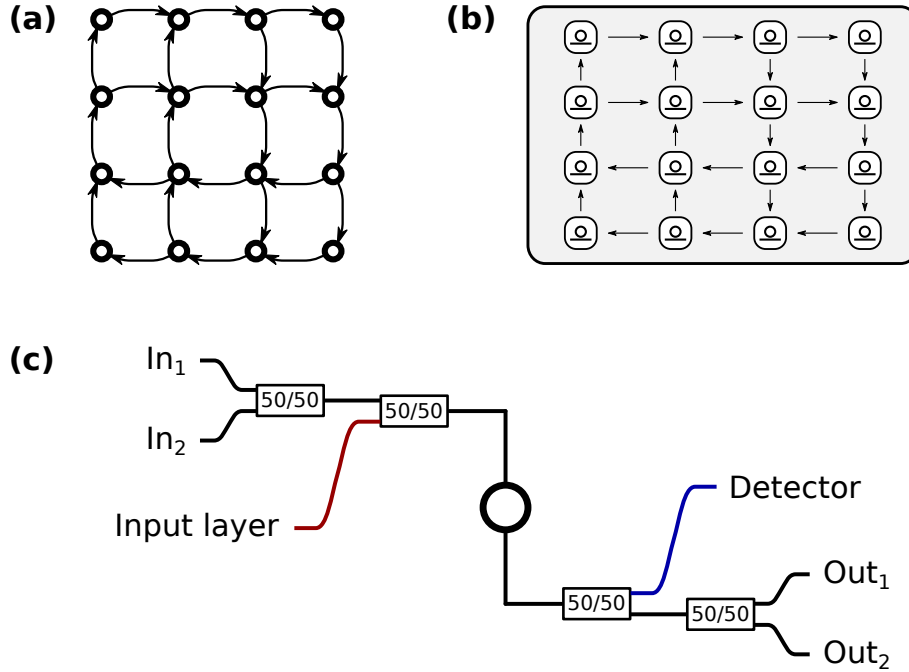 (a)
(b)
(c)
In₁
50/50
50/50
In₂
Input layer
Detector
50/50
50/50
Out₁
Out₂